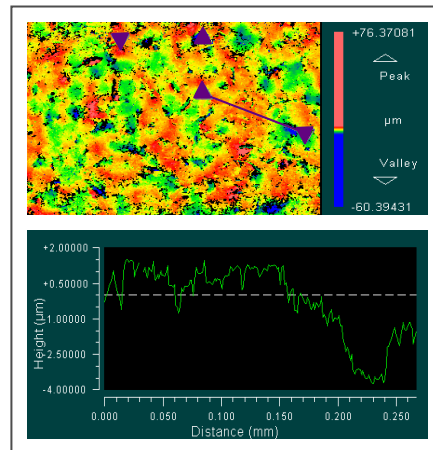 +76.37081
Peak
µm
Valley
-60.39431
+2.00000
+0.50000
-1.00000
-2.50000
-4.00000
Height (µm)
0.000 0.050 0.100 0.150 0.200 0.250
Distance (mm)